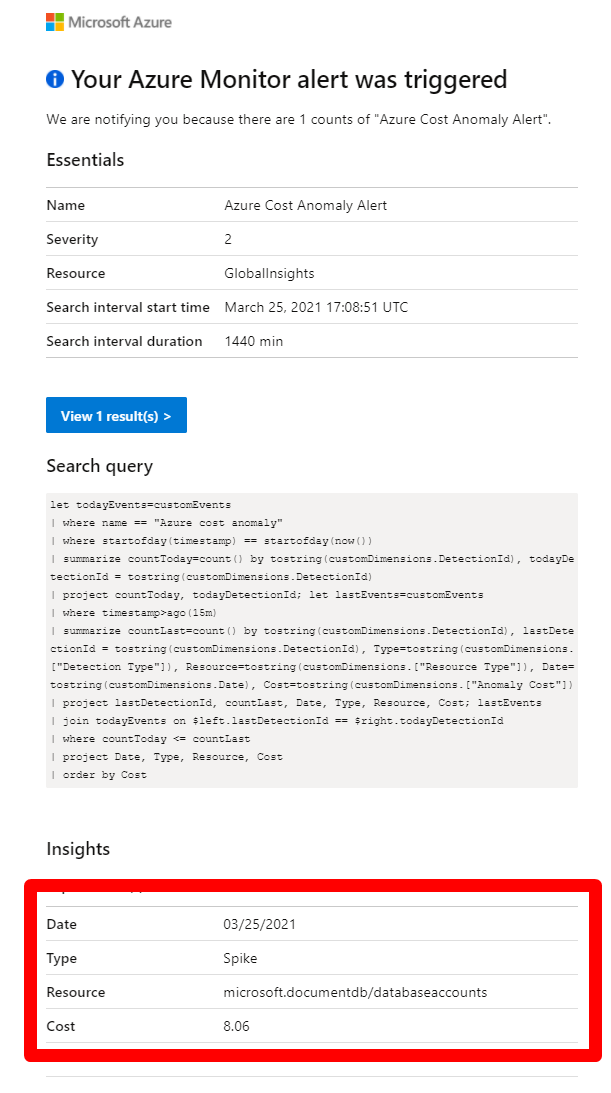 Microsoft Azure
Your Azure Monitor alert was triggered
We are notifying you because there are 1 counts of "Azure Cost Anomaly Alert".
Essentials
Name Azure Cost Anomaly Alert
Severity 2
Resource GlobalInsights
Search interval start time March 25, 2021 17:08:51 UTC
Search interval duration 1440 min
View 1 result(s) >
Search query
let todayEvents=customEvents
| where name == "Azure cost anomaly"
| where startofday(timestamp) == startofday(now())
| summarize countToday=count() by tostring(customDimensions.DetectionId), todayDe
tectionId = tostring(customDimensions.DetectionId)
| project countToday, todayDetectionId; let lastEvents=customEvents
| where timestamp>ago(15m)
| summarize countLast=count() by tostring(customDimensions.DetectionId), lastDete
ctionId = tostring(customDimensions.DetectionId), Type=tostring(customDimensions.
["Detection Type"]), Resource=tostring(customDimensions.["Resource Type"]), Date=
tostring(customDimensions.Date), Cost=tostring(customDimensions.["Anomaly Cost"])
| project lastDetectionId, countLast, Date, Type, Resource, Cost; lastEvents
| join todayEvents on $left.lastDetectionId == $right.todayDetectionId
| where countToday <= countLast
| project Date, Type, Resource, Cost
| order by Cost
Insights
Date 03/25/2021
Type Spike
Resource microsoft.documentdb/databaseaccounts
Cost 8.06